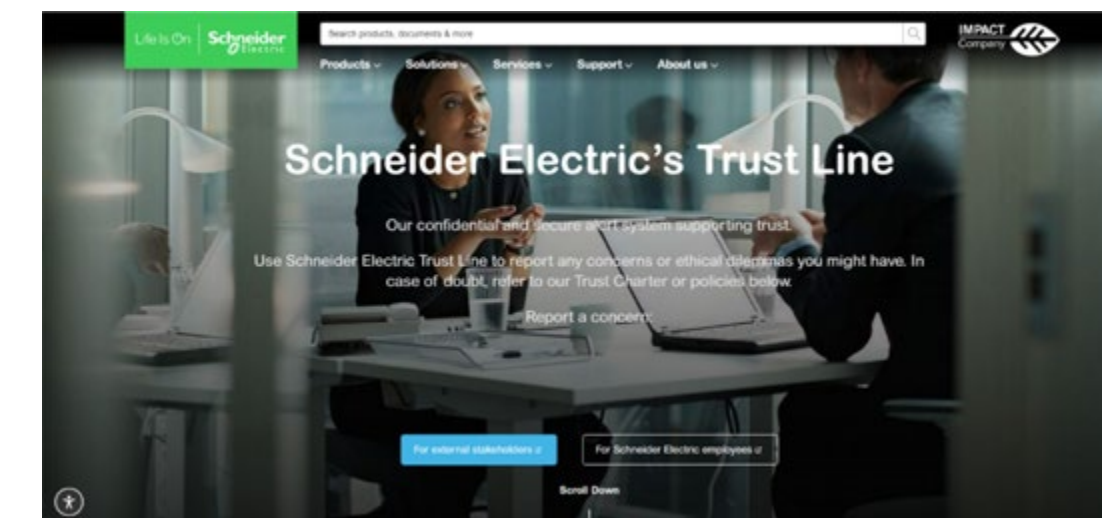 Life Is On | Schneider Electric
Search products, documents & more
IMPACT
Company
Products Solutions Services Support About us
Schneider Electric's Trust Line
Our confidential and secure alert system supporting trust.
Use Schneider Electric Trust Line to report any concerns or ethical dilemmas you might have. In
case of doubt, refer to our Trust Charter or policies below.
Report a concern:
For external stakeholders
For Schneider Electric employees
Scroll Down